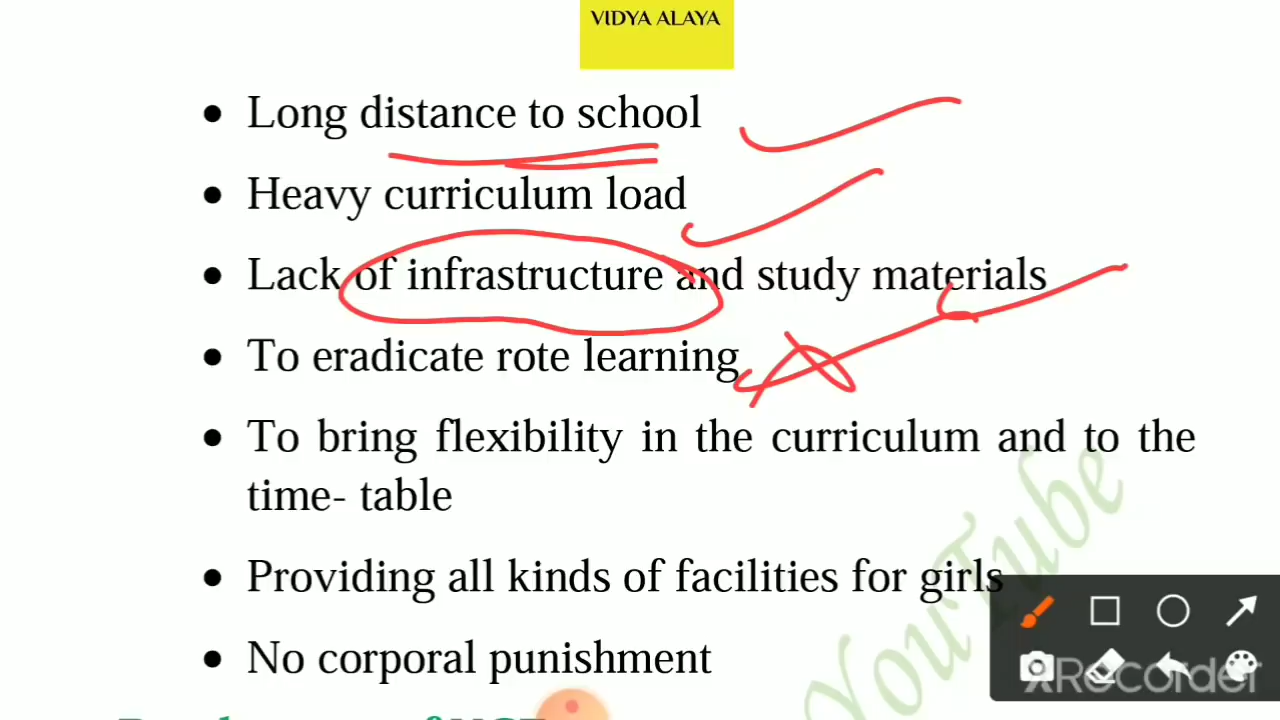 VIDYA ALAYA
• Long distance to school
• Heavy curriculum load
• Lack of infrastructure and study materials
• To eradicate rote learning
• To bring flexibility in the curriculum and to the
time- table
• Providing all kinds of facilities for girls
• No corporal punishment
YouTube
XRecorder